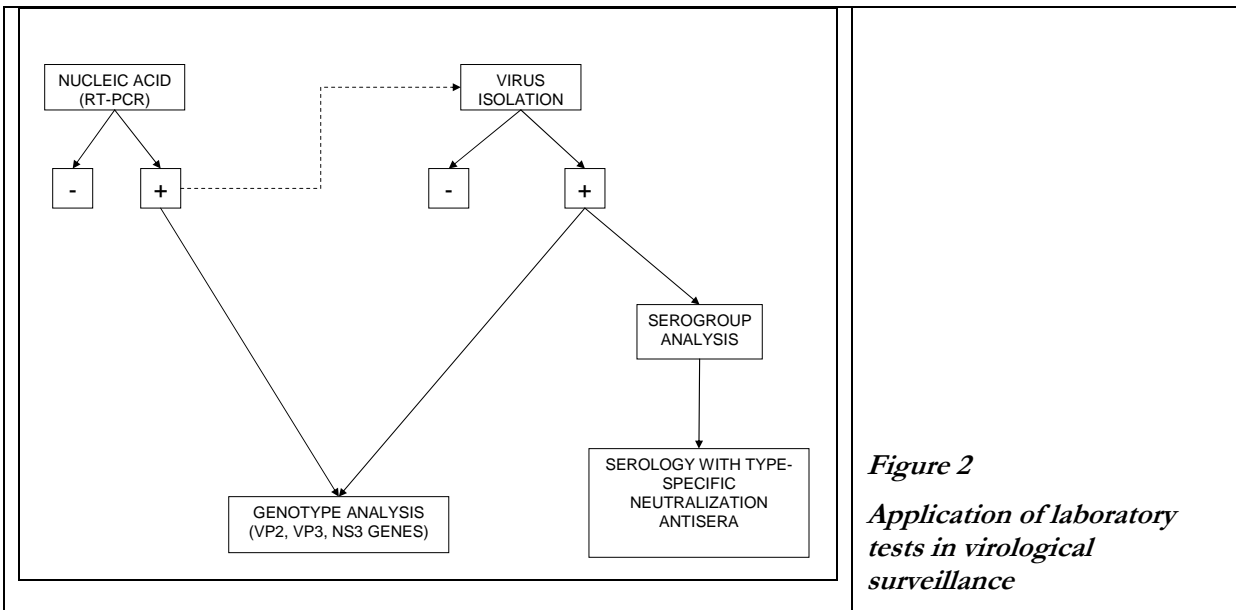 NUCLEIC ACID
(RT-PCR)
VIRUS
ISOLATION
-
+
-
+
SEROGROUP
ANALYSIS
SEROLOGY WITH TYPE-
SPECIFIC
NEUTRALIZATION
ANTISERA
GENOTYPE ANALYSIS
(VP2, VP3, NS3 GENES)
Figure 2
Application of laboratory
tests in virological
surveillance